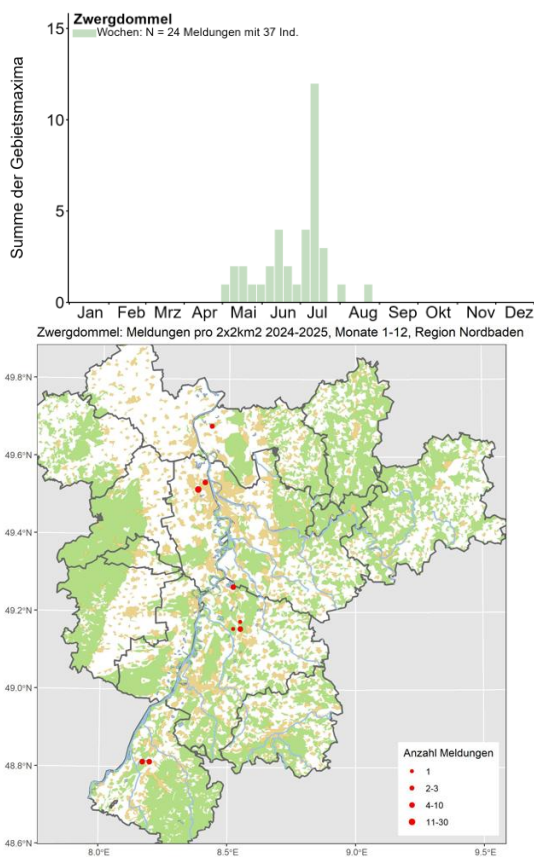 Zwergdommel
Wochen: N = 24 Meldungen mit 37 Ind.
Summe der Gebietsmaxima
15
10
5
0
Jan Feb Mrz Apr Mai Jun Jul Aug Sep Okt Nov Dez
Zwergdommel: Meldungen pro 2x2km2 2024-2025, Monate 1-12, Region Nordbaden
49.8°N
49.6°N
49.4°N
49.2°N
49.0°N
48.8°N
48.6°N
8.0°E 8.5°E 9.0°E 9.5°E
Anzahl Meldungen
1
2-3
4-10
11-30